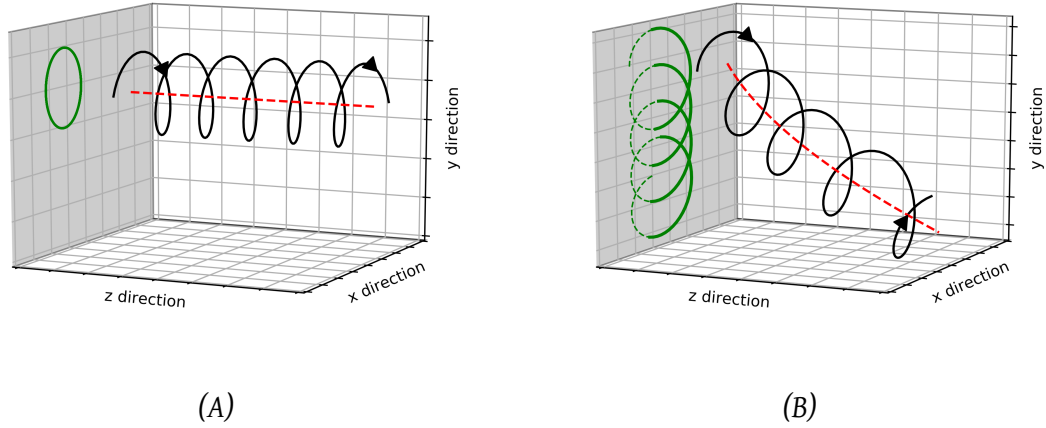 z direction
x direction
y direction
(A)
z direction
x direction
y direction
(B)